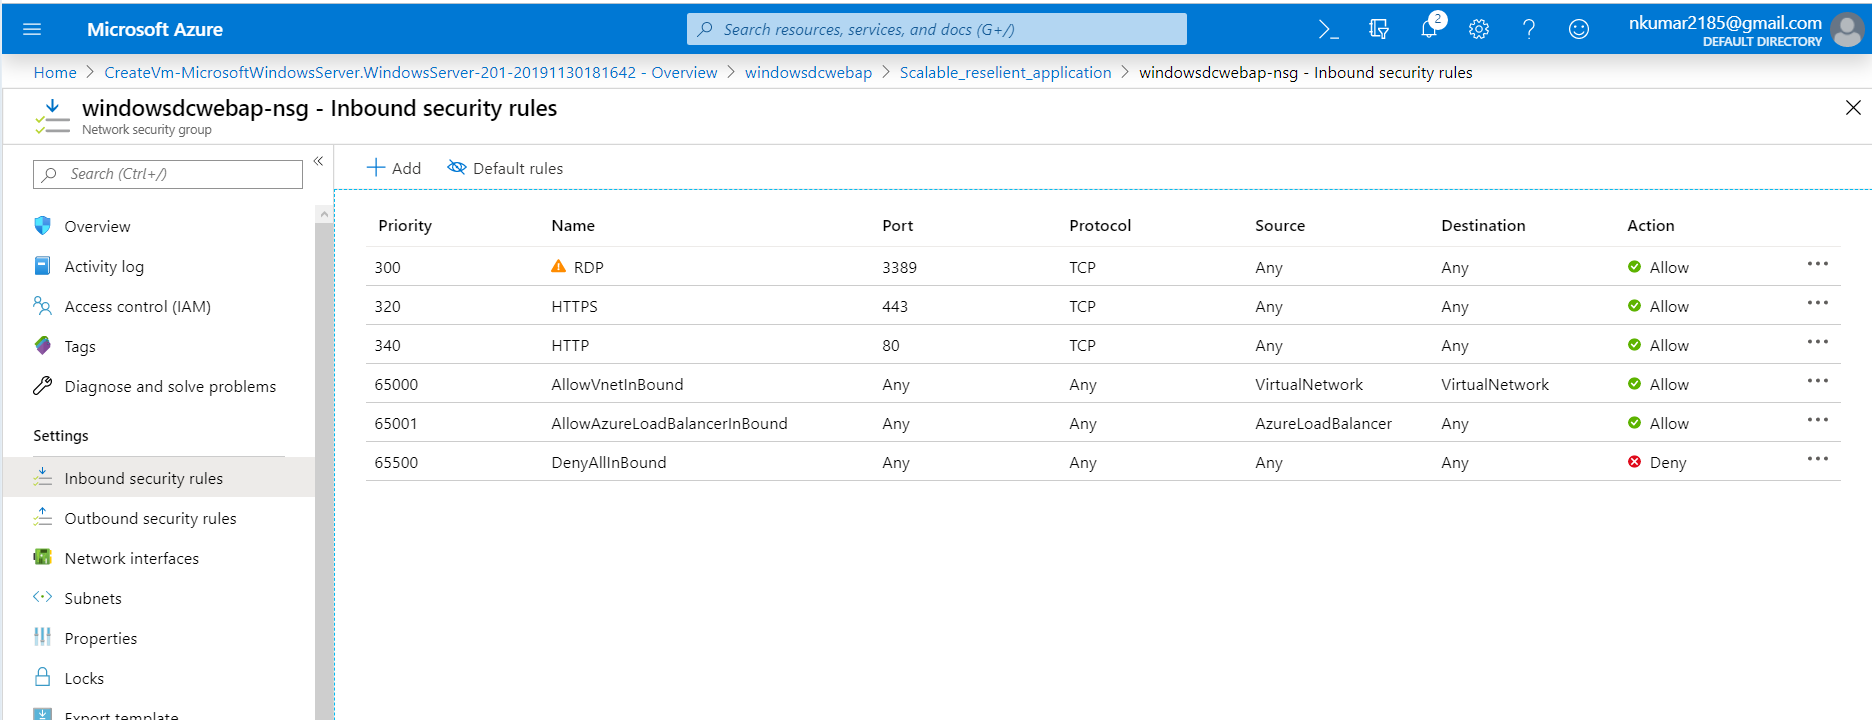 Microsoft Azure
Search resources, services, and docs (G+/)
2
nkumar2185@gmail.com
DEFAULT DIRECTORY
Home > CreateVm-MicrosoftWindowsServer.WindowsServer-201-20191130181642 - Overview > windowsdcwebap > Scalable_reselient_application > windowsdcwebap-nsg - Inbound security rules
windowsdcwebap-nsg - Inbound security rules
Network security group
Search (Ctrl+/)
Overview
Activity log
Access control (IAM)
Tags
Diagnose and solve problems
Settings
Inbound security rules
Outbound security rules
Network interfaces
Subnets
Properties
Locks
Export template
Add Default rules
Priority Name Port Protocol Source Destination Action
300 RDP 3389 TCP Any Any Allow
320 HTTPS 443 TCP Any Any Allow
340 HTTP 80 TCP Any Any Allow
65000 AllowVnetInBound Any Any VirtualNetwork VirtualNetwork Allow
65001 AllowAzureLoadBalancerInBound Any Any AzureLoadBalancer Any Allow
65500 DenyAllInBound Any Any Any Any Deny